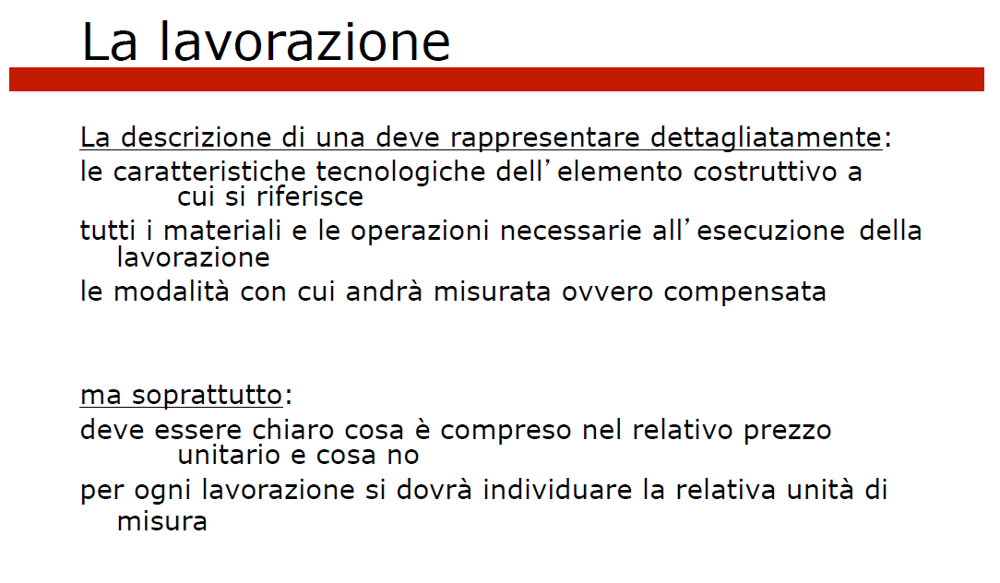 La lavorazione
La descrizione di una deve rappresentare dettagliatamente:
le caratteristiche tecnologiche dell’elemento costruttivo a
cui si riferisce
tutti i materiali e le operazioni necessarie all’esecuzione della
lavorazione
le modalità con cui andrà misurata ovvero compensata
ma soprattutto:
deve essere chiaro cosa è compreso nel relativo prezzo
unitario e cosa no
per ogni lavorazione si dovrà individuare la relativa unità di
misura